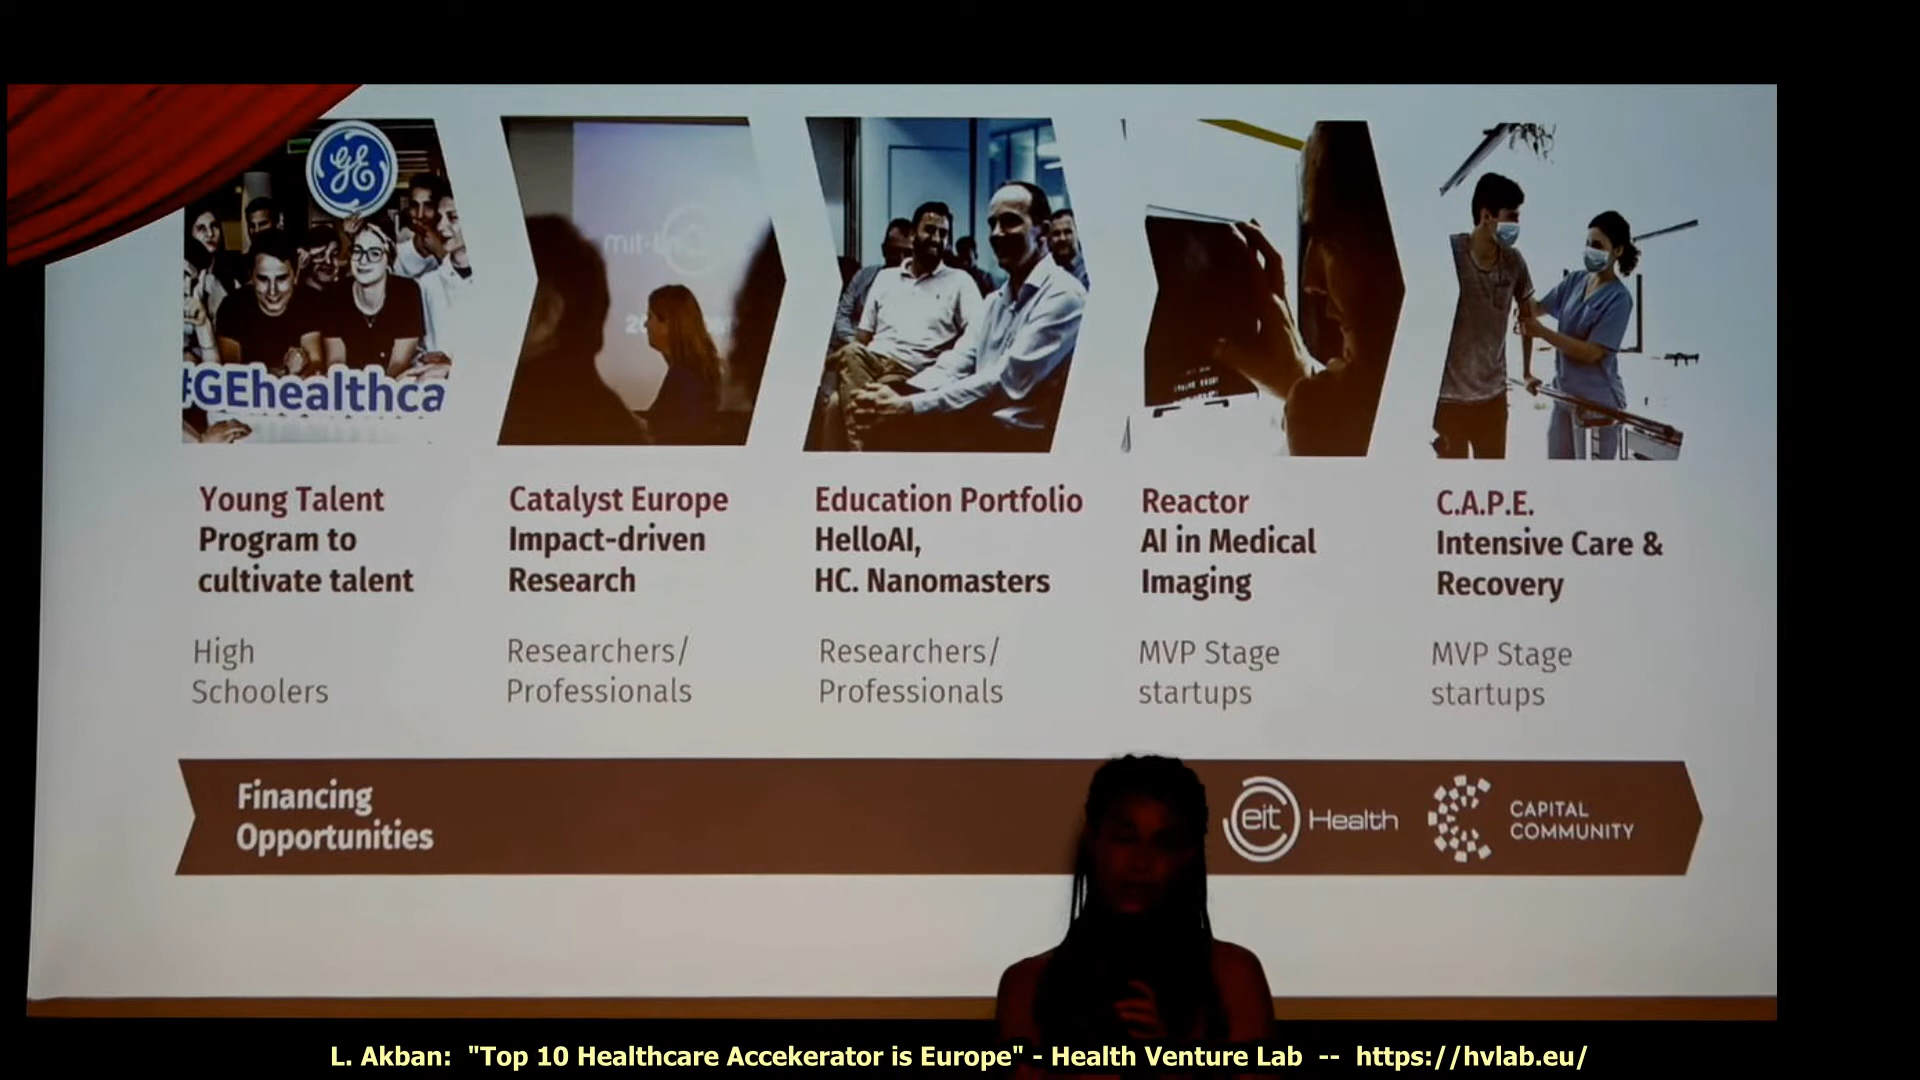 GE
#GEhealthca
Young Talent
Program to
cultivate talent
High
Schoolers
Catalyst Europe
Impact-driven
Research
Researchers/
Professionals
Education Portfolio
HelloAI,
HC. Nanomasters
Researchers/
Professionals
Reactor
AI in Medical
Imaging
MVP Stage
startups
C.A.P.E.
Intensive Care &
Recovery
MVP Stage
startups
Financing
Opportunities
eit Health
CAPITAL
COMMUNITY
L. Akban: "Top 10 Healthcare Accekerator is Europe" - Health Venture Lab -- https://hvlab.eu/